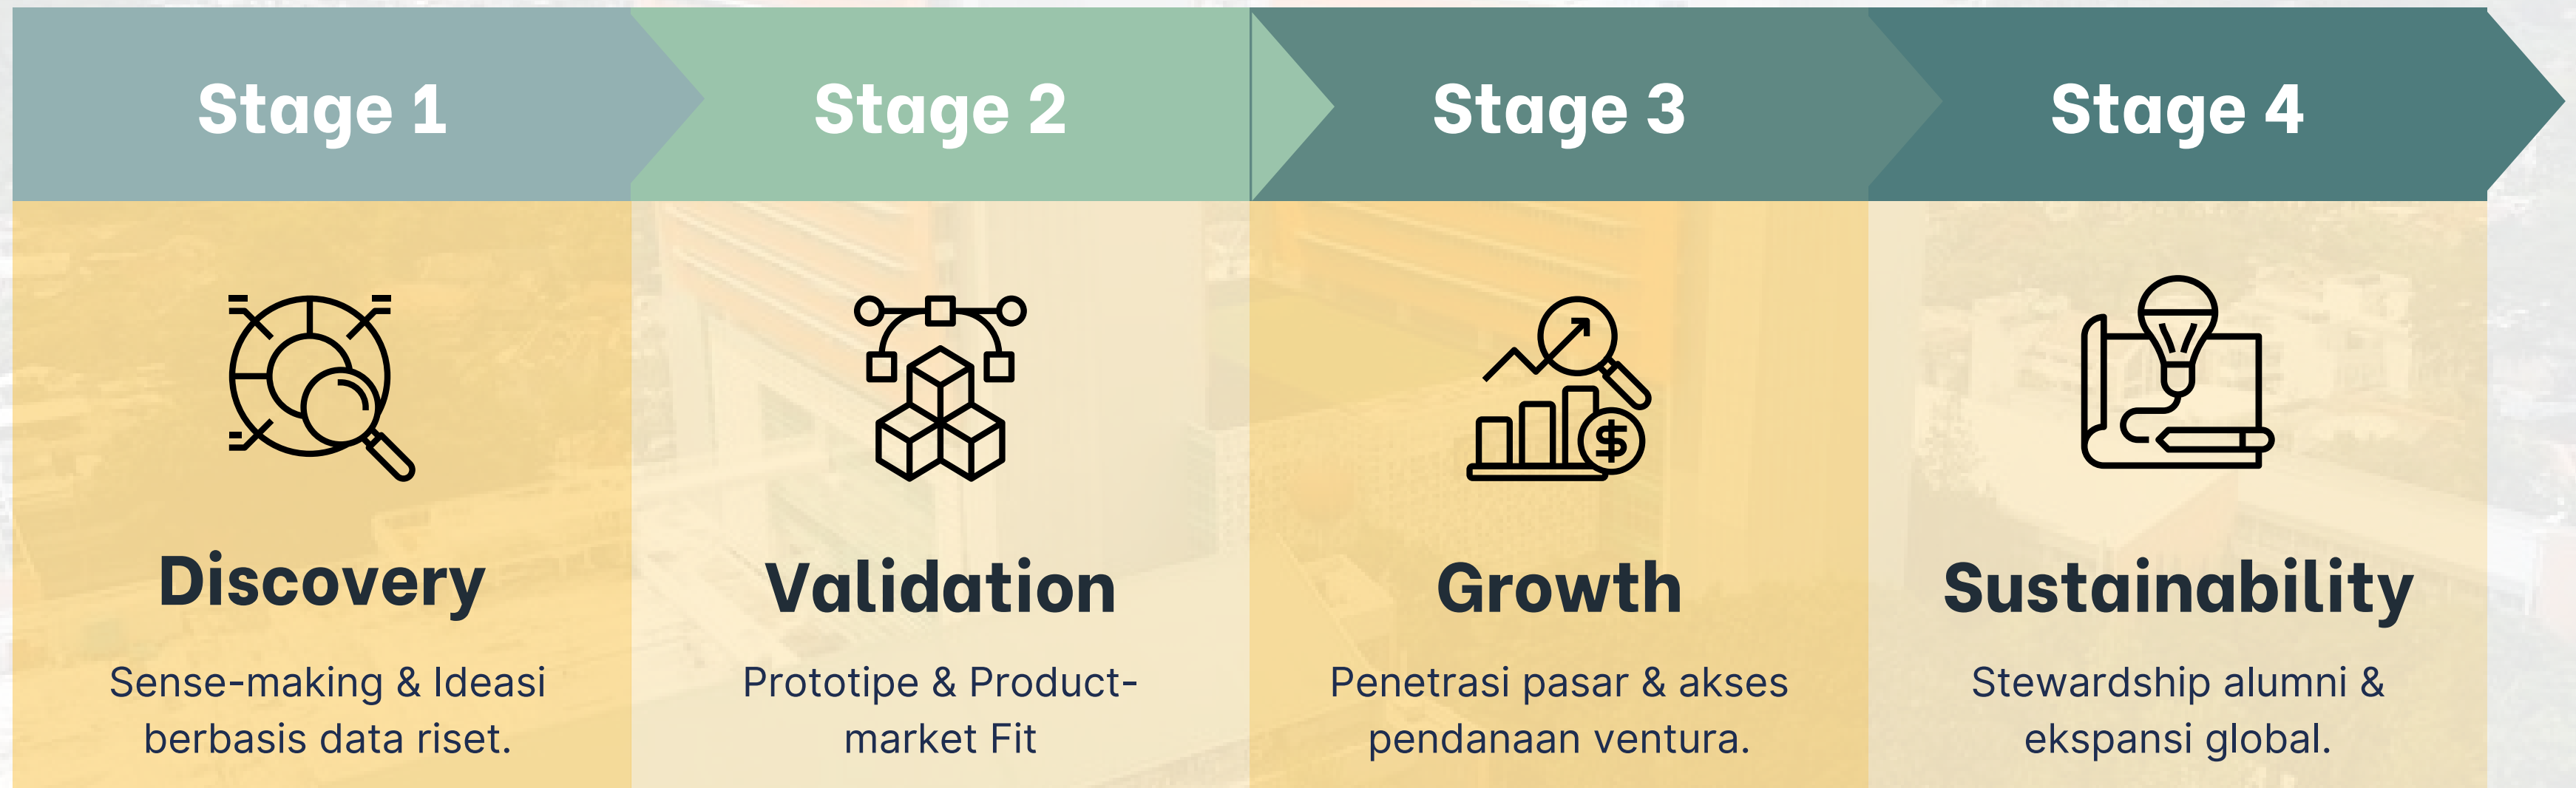 Stage 1
Stage 2
Stage 3
Stage 4
Discovery
Sense-making & Ideasi
berbasis data riset.
Validation
Prototipe & Product-
market Fit
Growth
Penetrasi pasar & akses
pendanaan ventura.
Sustainability
Stewardship alumni &
ekspansi global.